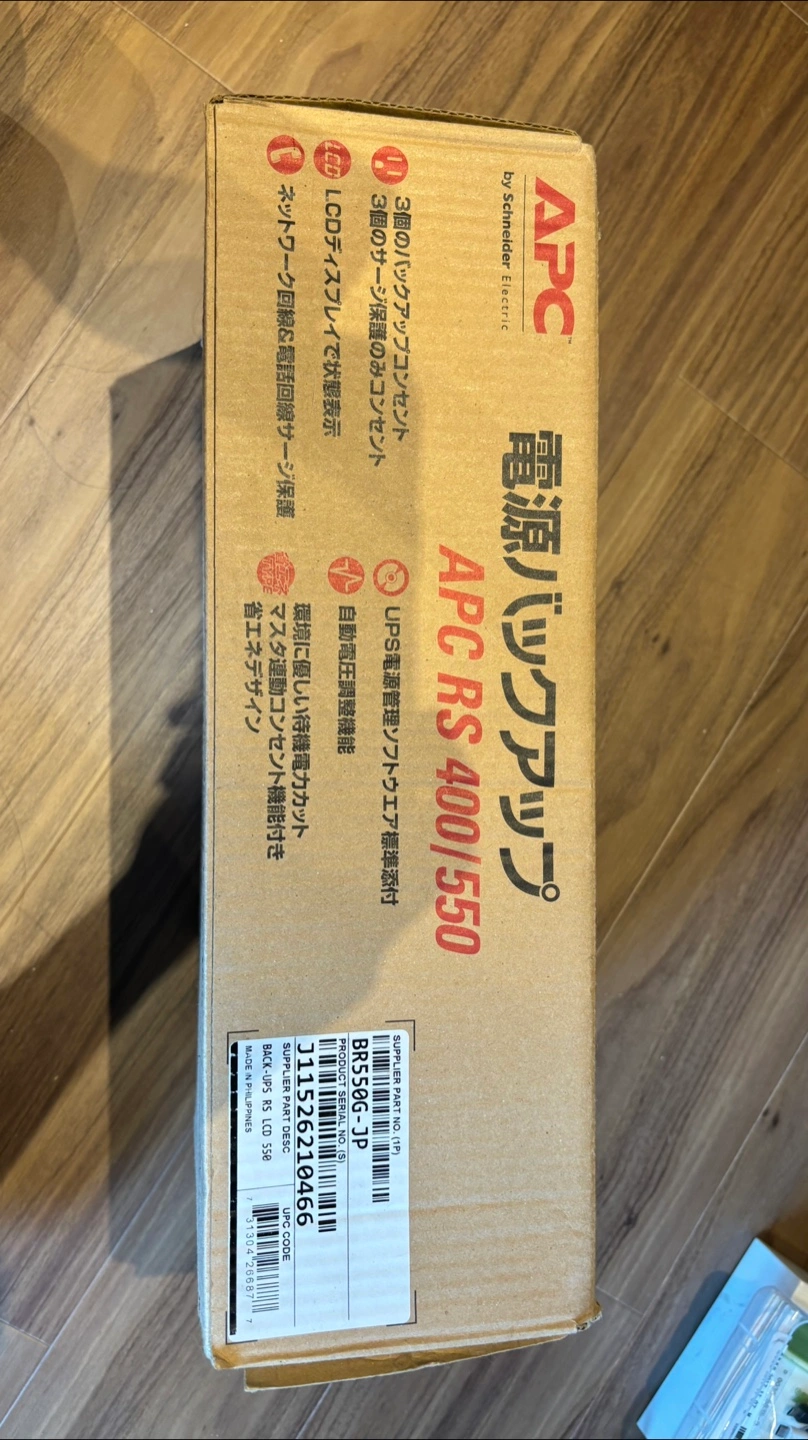 APC™
by Schneider Electric
電源バックアップ
APC RS 400/550
3個のバックアップコンセント
3個のサージ保護のみコンセント
LCD
LCDディスプレイで状態表示
ネットワーク回線&電話回線サージ保護
UPS電源管理ソフトウエア標準添付
自動電圧調整機能
環境に優しい待機電力カット
マスタ連動コンセント機能付き
省エネデザイン
SUPPLIER PART NO. (1P)
BR550G-JP
PRODUCT SERIAL NO. (S)
J11526210466
SUPPLIER PART DESC
BACK-UPS RS LCD 550
MADE IN PHILIPPINES
UPC CODE
7 31304 26687 7